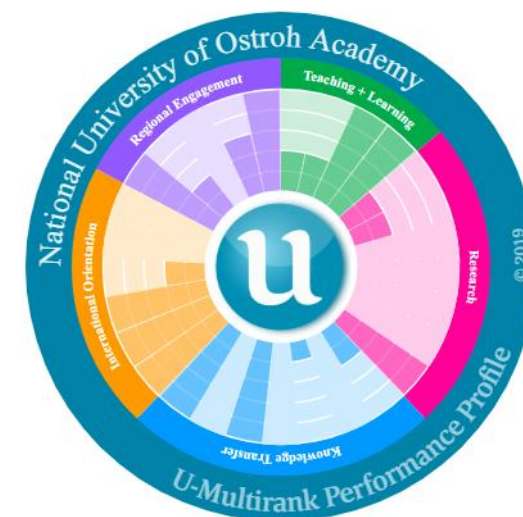 National University of Ostroh Academy
Teaching + Learning
Research
Knowledge Transfer
International Orientation
Regional Engagement
u
© 2019
U-Multirank Performance Profile